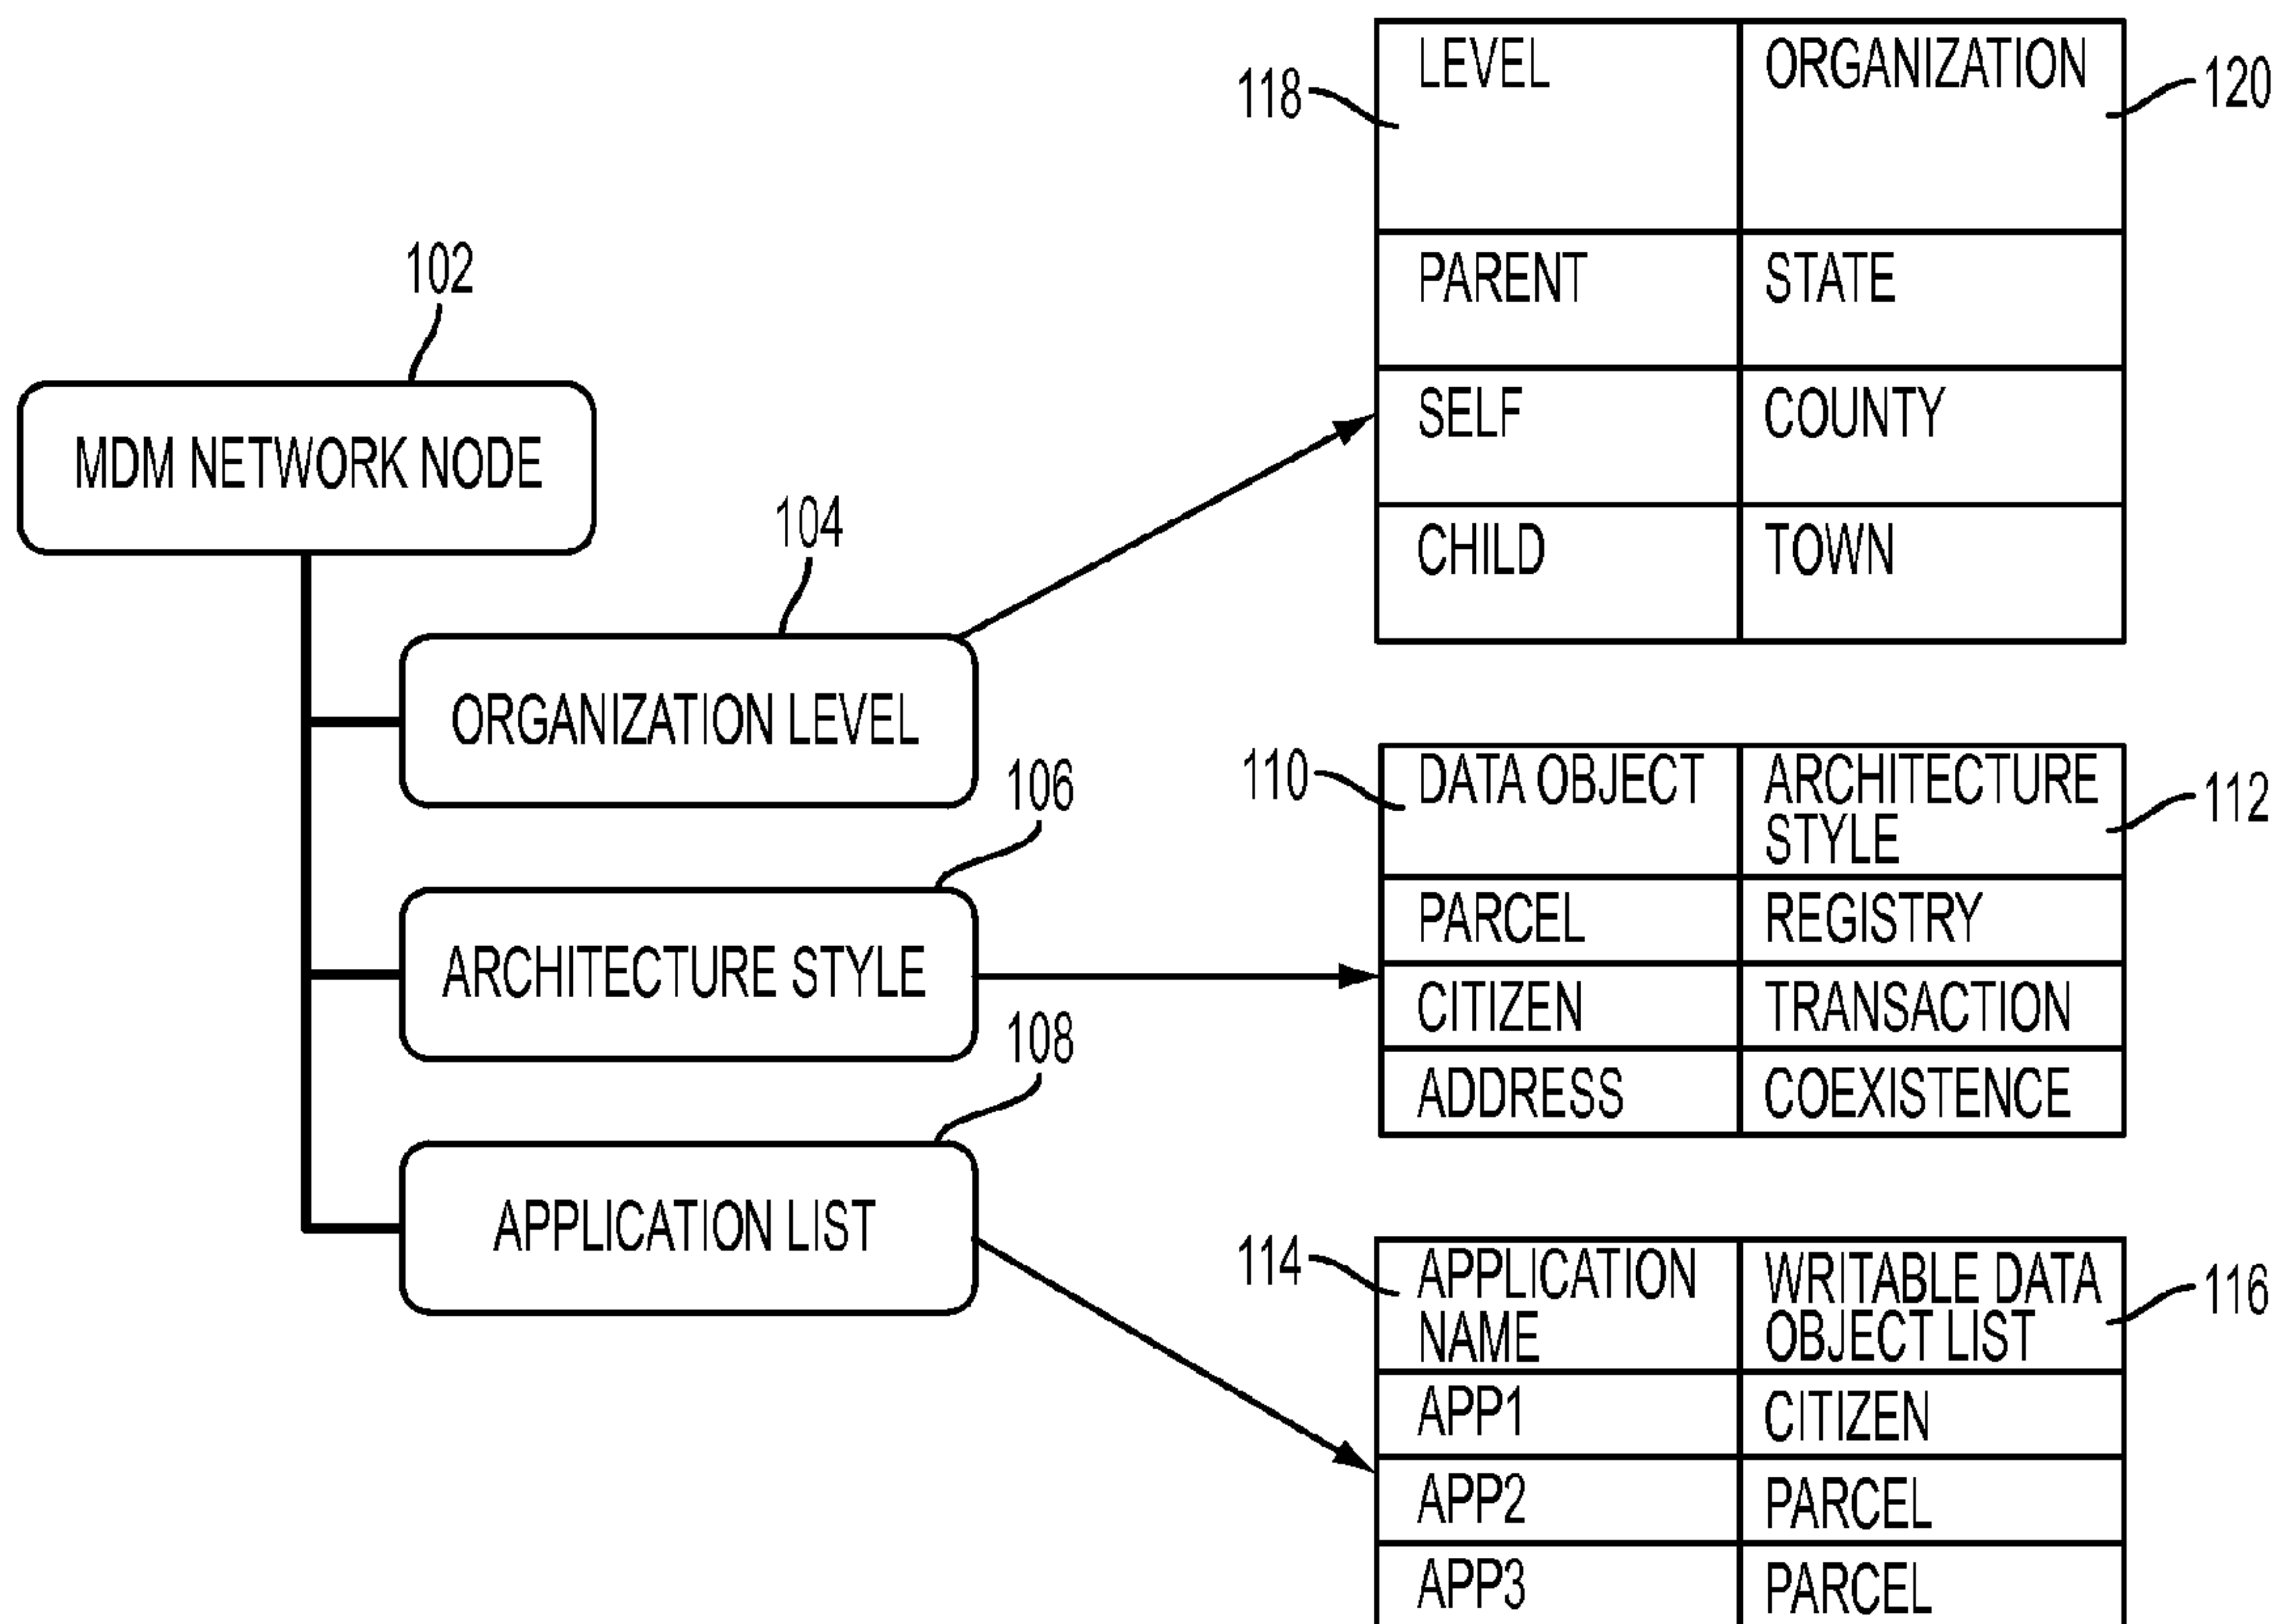 102
MDM NETWORK NODE
104
ORGANIZATION LEVEL
106
ARCHITECTURE STYLE
108
APPLICATION LIST
118
LEVEL ORGANIZATION
120
PARENT STATE
SELF COUNTY
CHILD TOWN
110
DATA OBJECT ARCHITECTURE
STYLE
112
PARCEL REGISTRY
CITIZEN TRANSACTION
ADDRESS COEXISTENCE
114
APPLICATION WRITABLE DATA
NAME OBJECT LIST
116
APP1 CITIZEN
APP2 PARCEL
APP3 PARCEL